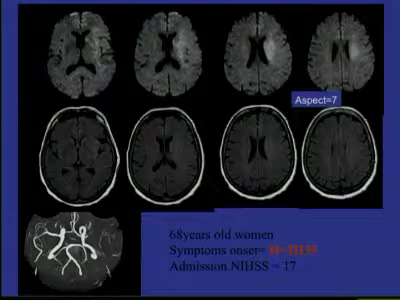 Aspect=7
68years old women
Symptoms onset=
Admission NIHSS = 17